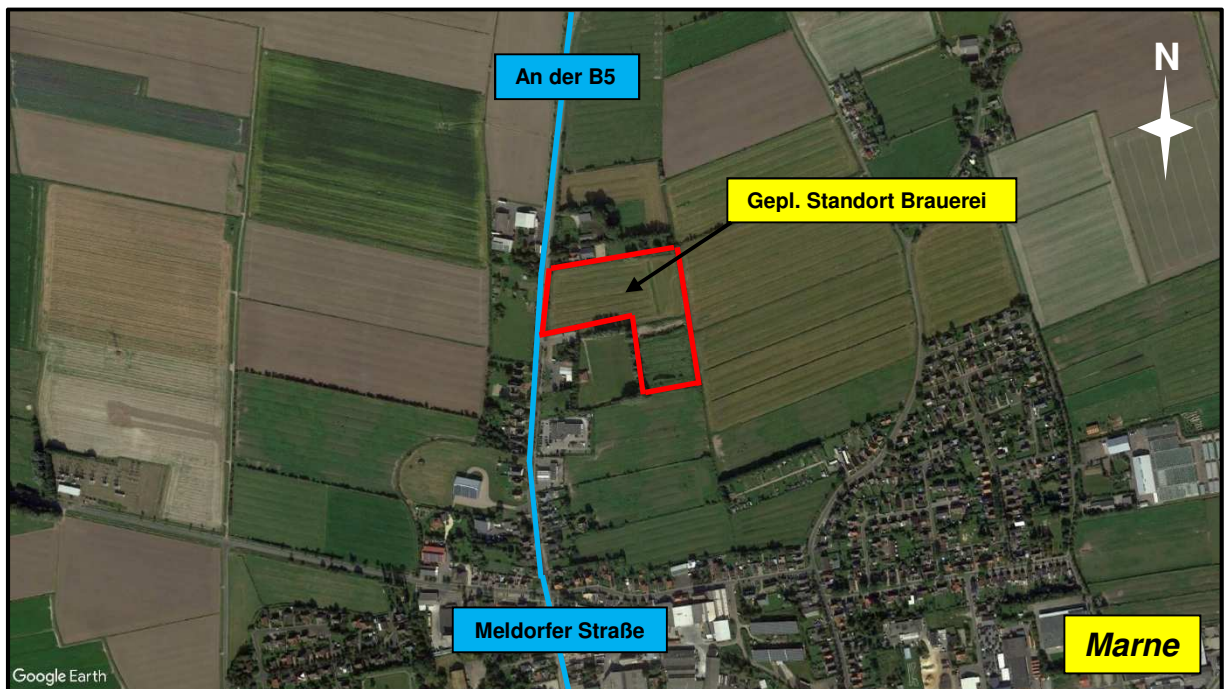 An der B5
N
Gepl. Standort Brauerei
Meldorfer Straße
Marne
Google Earth